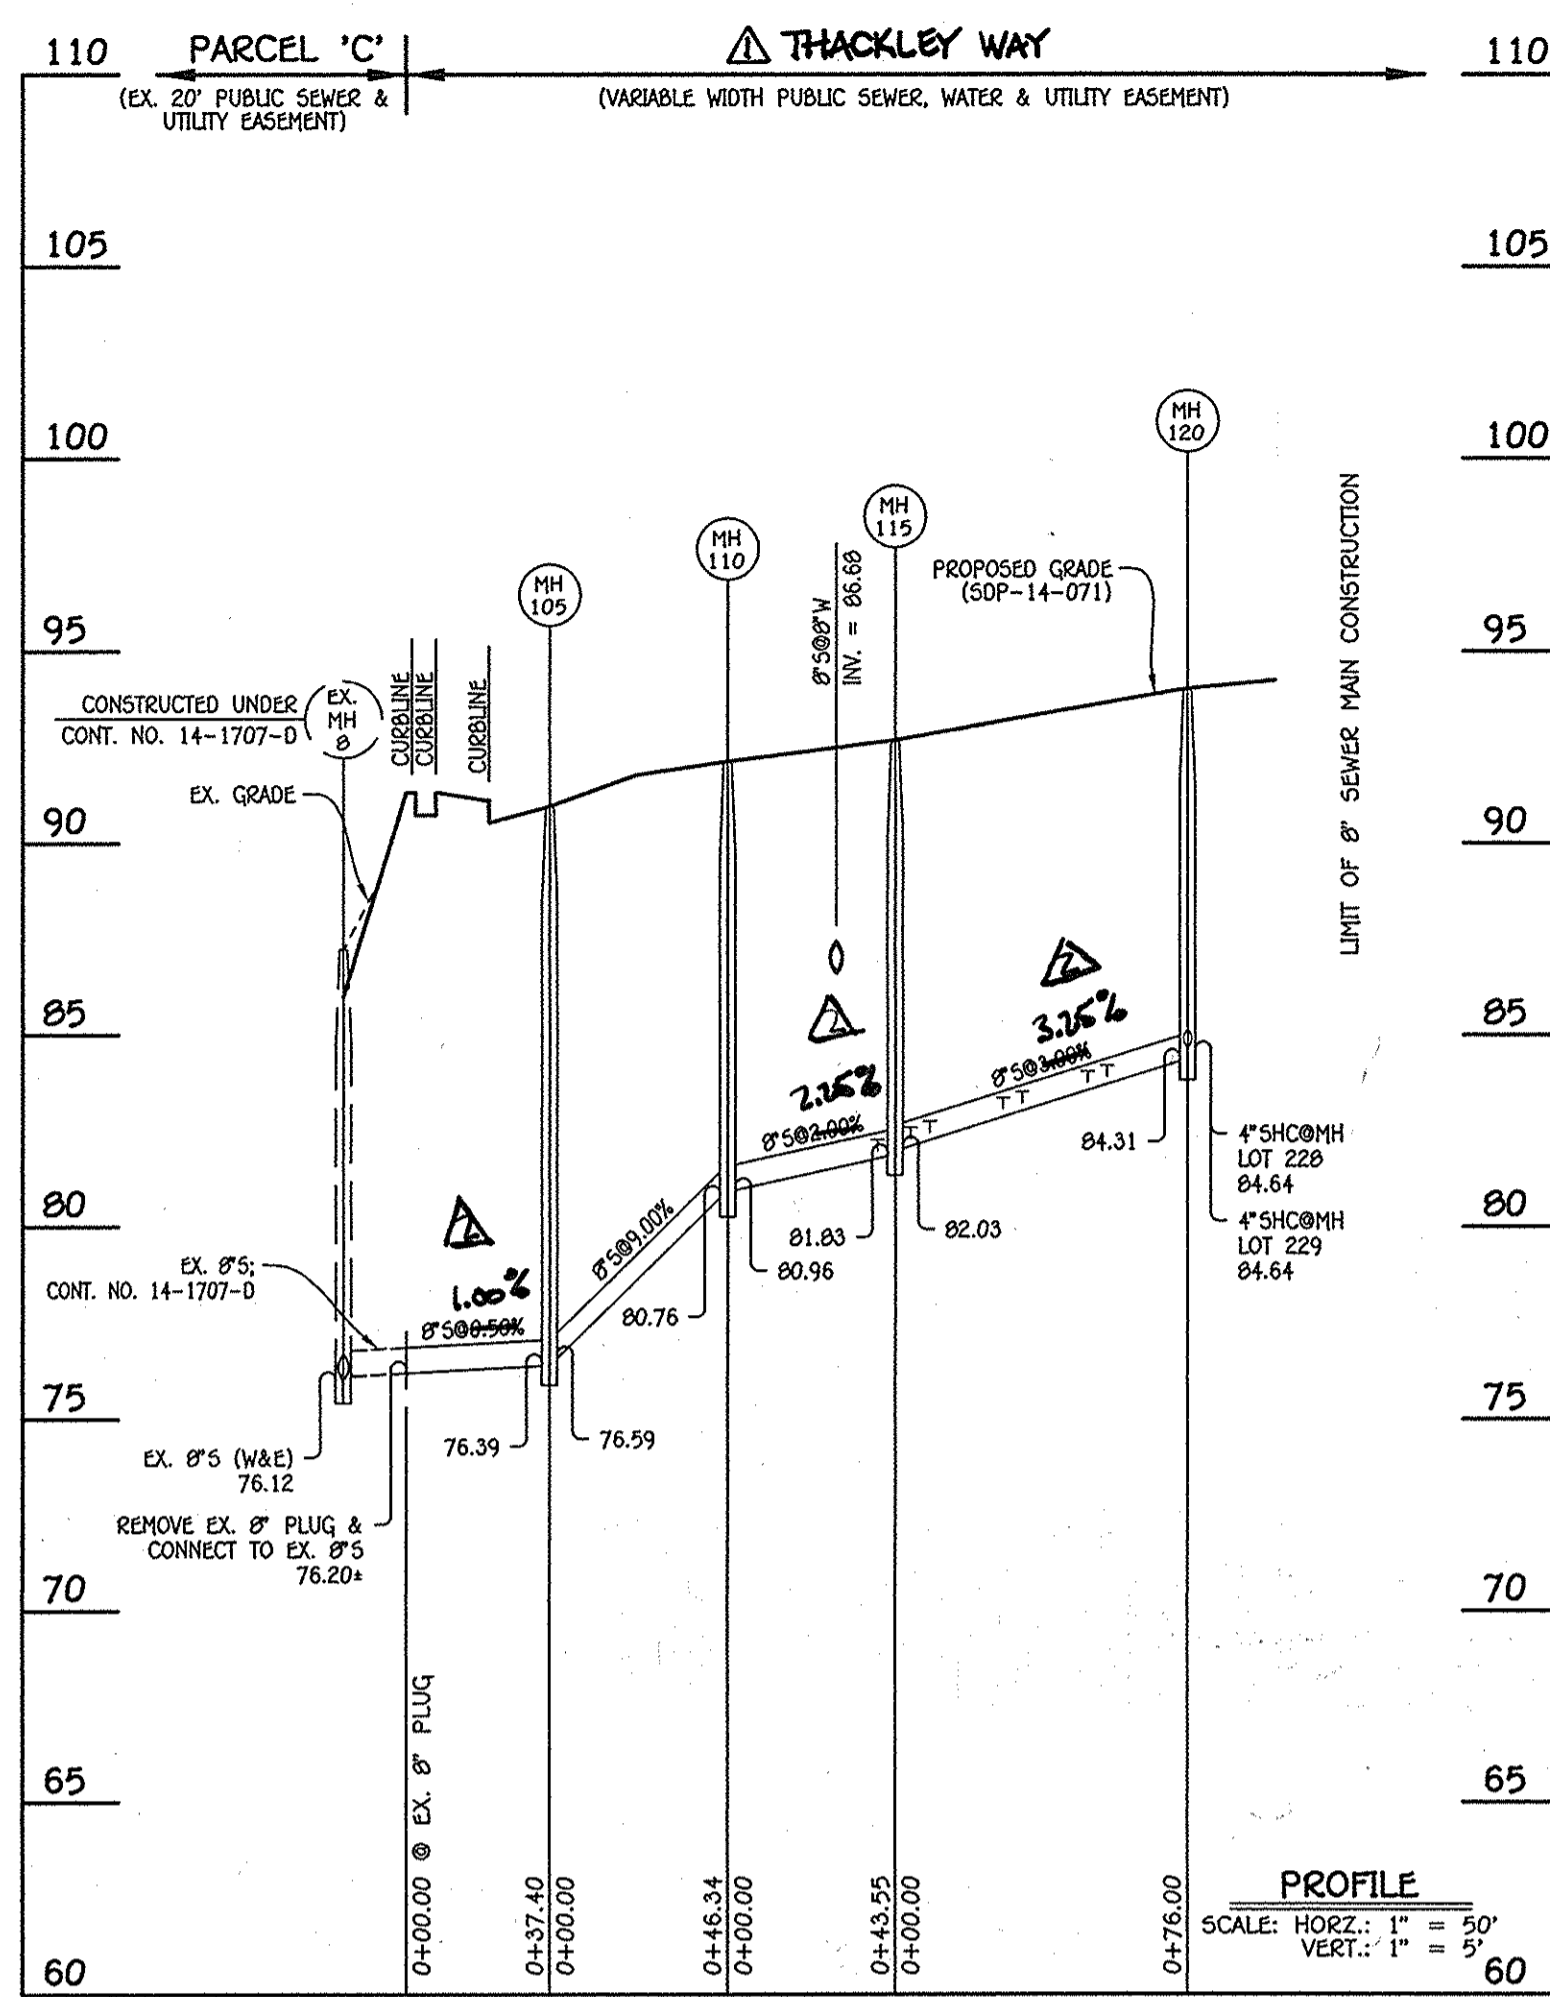 110
PARCEL 'C'
1 THACKLEY WAY
110
(EX. 20' PUBLIC SEWER &
UTILITY EASEMENT)
(VARIABLE WIDTH PUBLIC SEWER, WATER & UTILITY EASEMENT)
105
105
100
100
MH
120
MH
115
MH
110
MH
105
95
95
PROPOSED GRADE
(SDP-14-071)
8"S@8"W
INV. = 86.68
LIMIT OF 8" SEWER MAIN CONSTRUCTION
CONSTRUCTED UNDER
CONT. NO. 14-1707-D
EX.
MH
8
CURBLINE
CURBLINE
CURBLINE
EX. GRADE
90
90
85
85
2
2
3.25%
8"S@3.00%
2.25%
8"S@2.00%
84.31
4"SHC@MH
LOT 228
84.64
4"SHC@MH
LOT 229
84.64
80
80
2
1.00%
8"S@0.50%
8"S@9.00%
81.83
82.03
80.96
80.76
EX. 8"S;
CONT. NO. 14-1707-D
75
75
76.39
76.59
EX. 8"S (W&E)
76.12
REMOVE EX. 8" PLUG &
CONNECT TO EX. 8"S
76.20±
70
70
65
65
0+00.00 @ EX. 8" PLUG
0+37.40
0+00.00
0+46.34
0+00.00
0+43.55
0+00.00
0+76.00
PROFILE
SCALE: HORZ.: 1" = 50'
VERT.: 1" = 5'
60
60